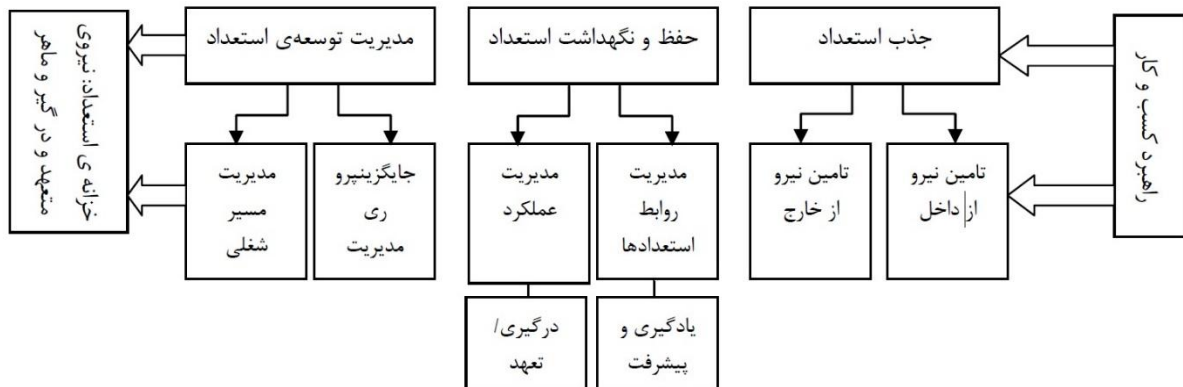 راهبرد کسب و کار
جذب استعداد
تامین نیرو
از داخل
تامین نیرو
از خارج
حفظ و نگهداشت استعداد
مدیریت
روابط
استعدادها
یادگیری و
پیشرفت
مدیریت
عملکرد
درگیری/
تعهد
مدیریت توسعه‌ی استعداد
جایگزینپرو
ری
مدیریت
مدیریت
مسیر
شغلی
خزانه ی استعداد: نیروی
متعهد و در گیر و ماهر